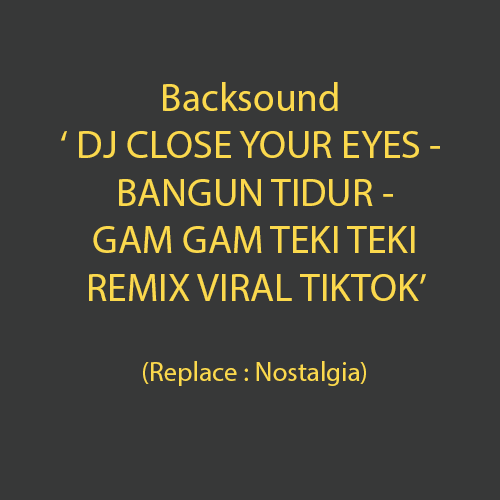 Backsound
‘ DJ CLOSE YOUR EYES -
BANGUN TIDUR -
GAM GAM TEKI TEKI
REMIX VIRAL TIKTOK’
(Replace : Nostalgia)